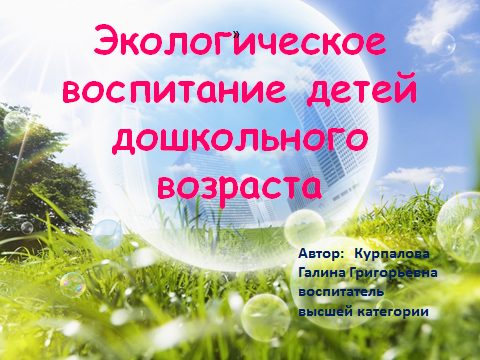 Экологическое
воспитание детей
дошкольного
возраста
»
Автор: Курпалова
Галина Григорьевна
воспитатель
высшей категории